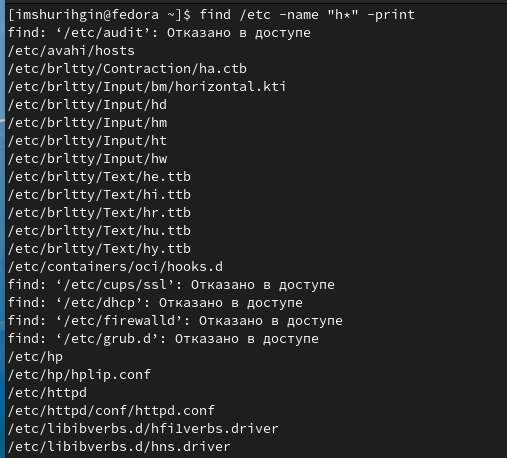 [imshurihgin@fedora ~]$ find /etc -name "h*" -print
find: ‘/etc/audit’: Отказано в доступе
/etc/avahi/hosts
/etc/brltty/Contraction/ha.ctb
/etc/brltty/Input/bm/horizontal.kti
/etc/brltty/Input/hd
/etc/brltty/Input/hm
/etc/brltty/Input/ht
/etc/brltty/Input/hw
/etc/brltty/Text/he.ttb
/etc/brltty/Text/hi.ttb
/etc/brltty/Text/hr.ttb
/etc/brltty/Text/hu.ttb
/etc/brltty/Text/hy.ttb
/etc/containers/oci/hooks.d
find: ‘/etc/cups/ssl’: Отказано в доступе
find: ‘/etc/dhcp’: Отказано в доступе
find: ‘/etc/firewalld’: Отказано в доступе
find: ‘/etc/grub.d’: Отказано в доступе
/etc/hp
/etc/hp/hplip.conf
/etc/httpd
/etc/httpd/conf/httpd.conf
/etc/libibverbs.d/hfi1verbs.driver
/etc/libibverbs.d/hns.driver